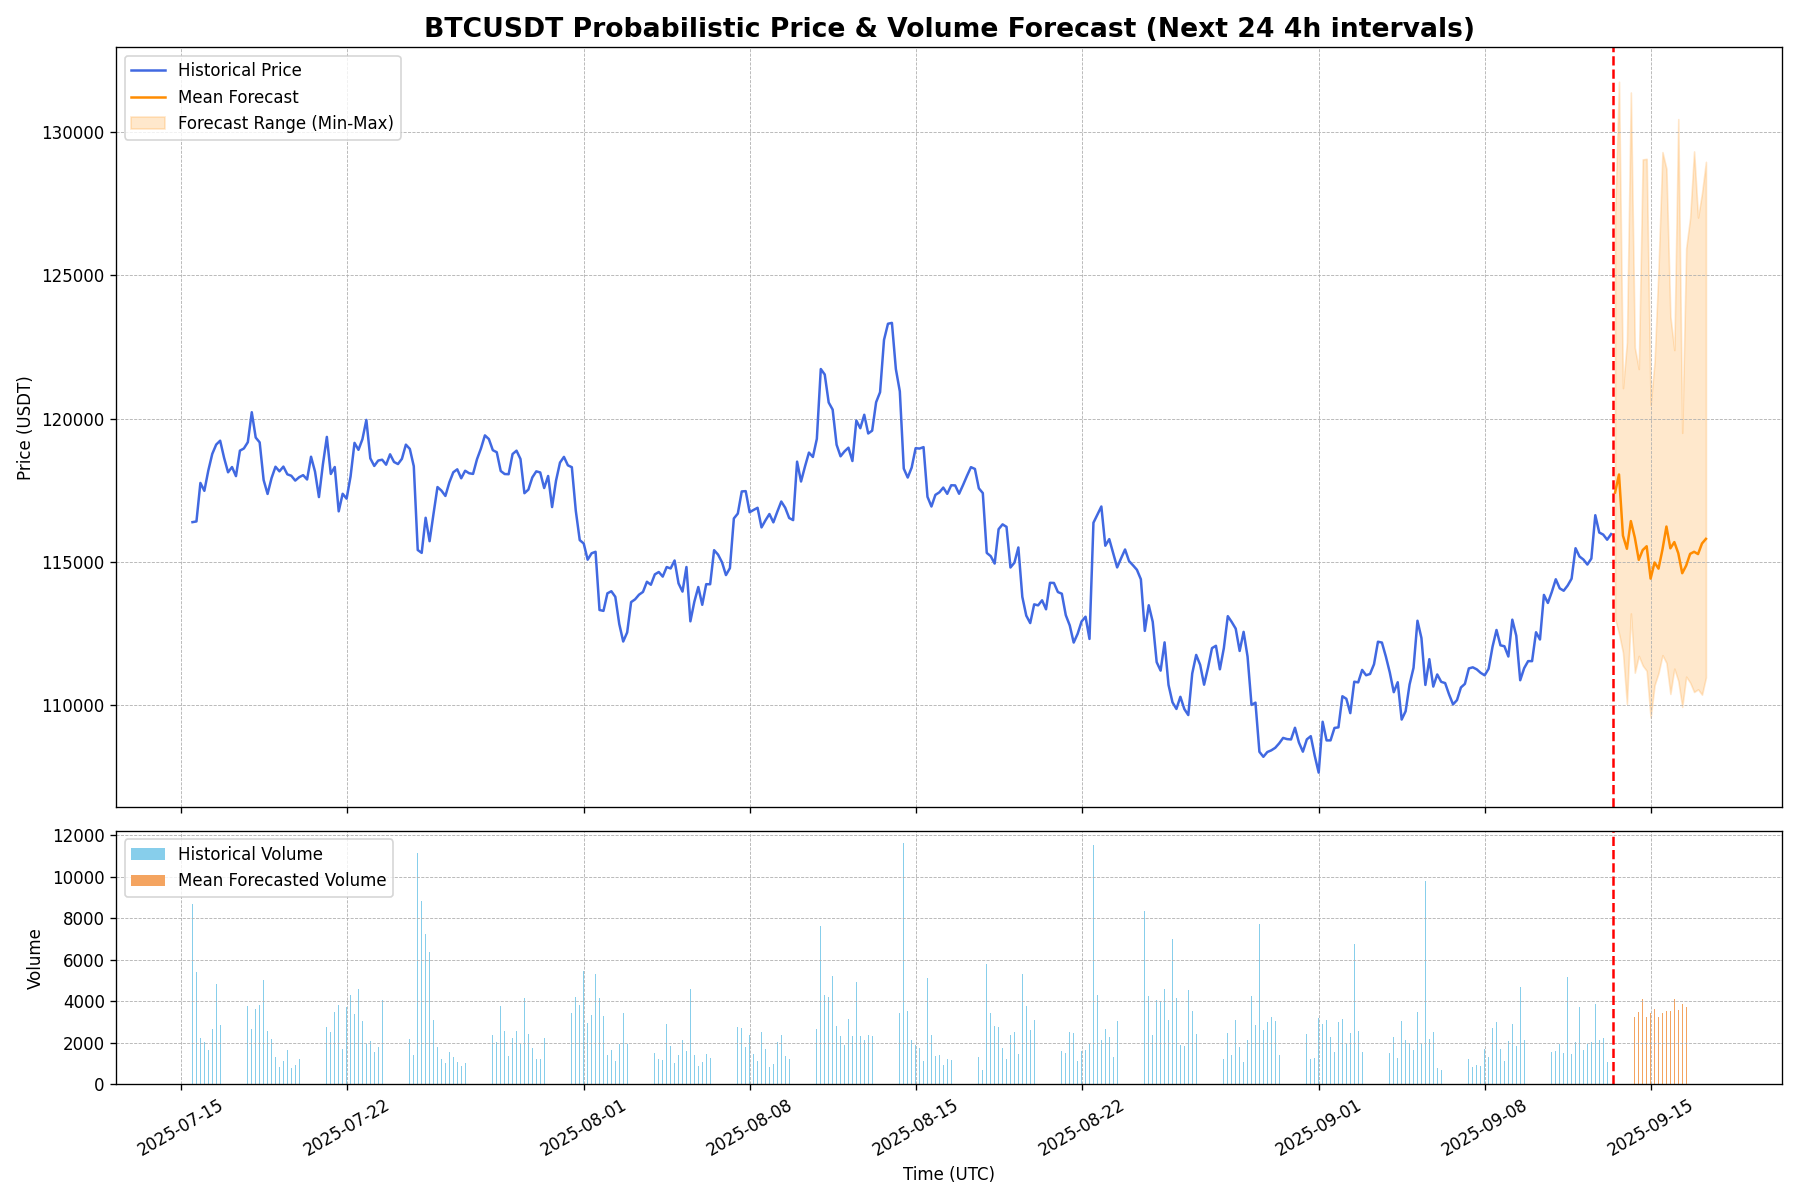 BTCUSDT Probabilistic Price & Volume Forecast (Next 24 4h intervals)
Historical Price
Mean Forecast
Forecast Range (Min-Max)
130000
125000
120000
115000
110000
Price (USDT)
Historical Volume
Mean Forecasted Volume
12000
10000
8000
6000
4000
2000
0
Volume
2025-07-15
2025-07-22
2025-08-01
2025-08-08
2025-08-15
2025-08-22
2025-09-01
2025-09-08
2025-09-15
Time (UTC)